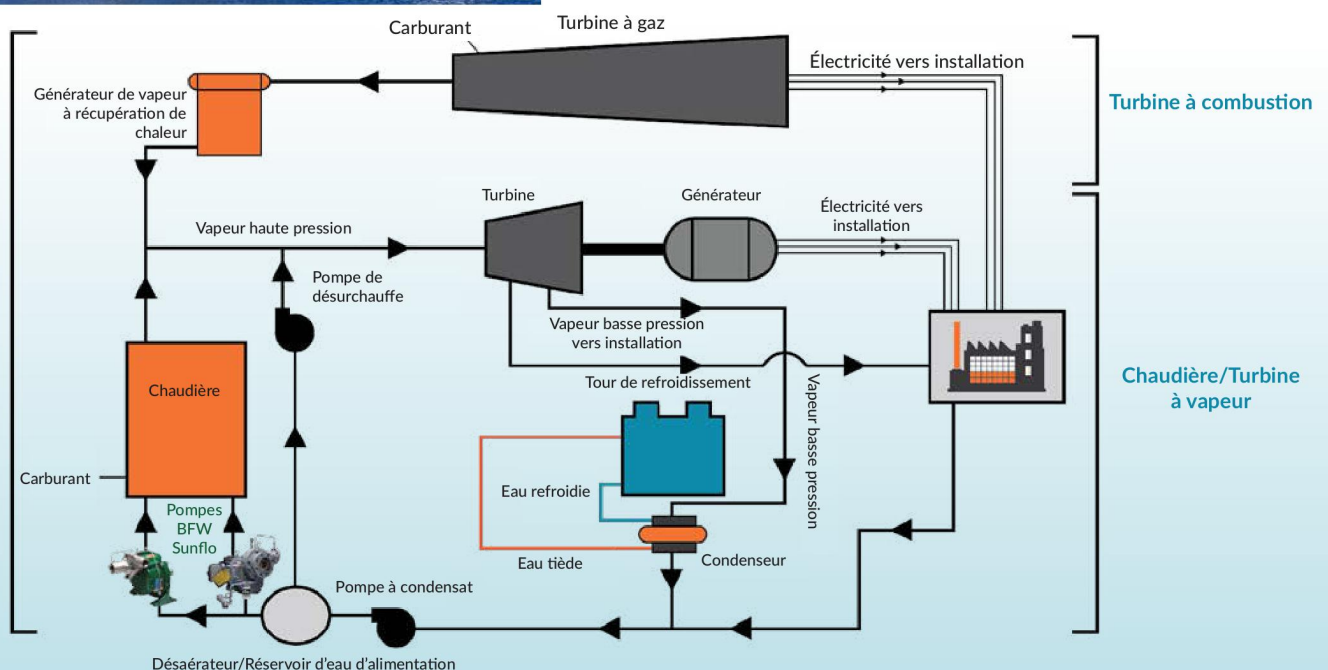 Carburant
Turbine à gaz
Électricité vers installation
Générateur de vapeur
à récupération de
chaleur
Turbine à combustion
Turbine
Générateur
Électricité vers
installation
Vapeur haute pression
Pompe de
désurchauffe
Vapeur basse pression
vers installation
Tour de refroidissement
Vapeur basse pression
Chaudière
Chaudière/Turbine
à vapeur
Carburant
Eau refroidie
Pompes
BFW
Sunflo
Eau tiède
Condenseur
Pompe à condensat
Désaérateur/Réservoir d'eau d'alimentation